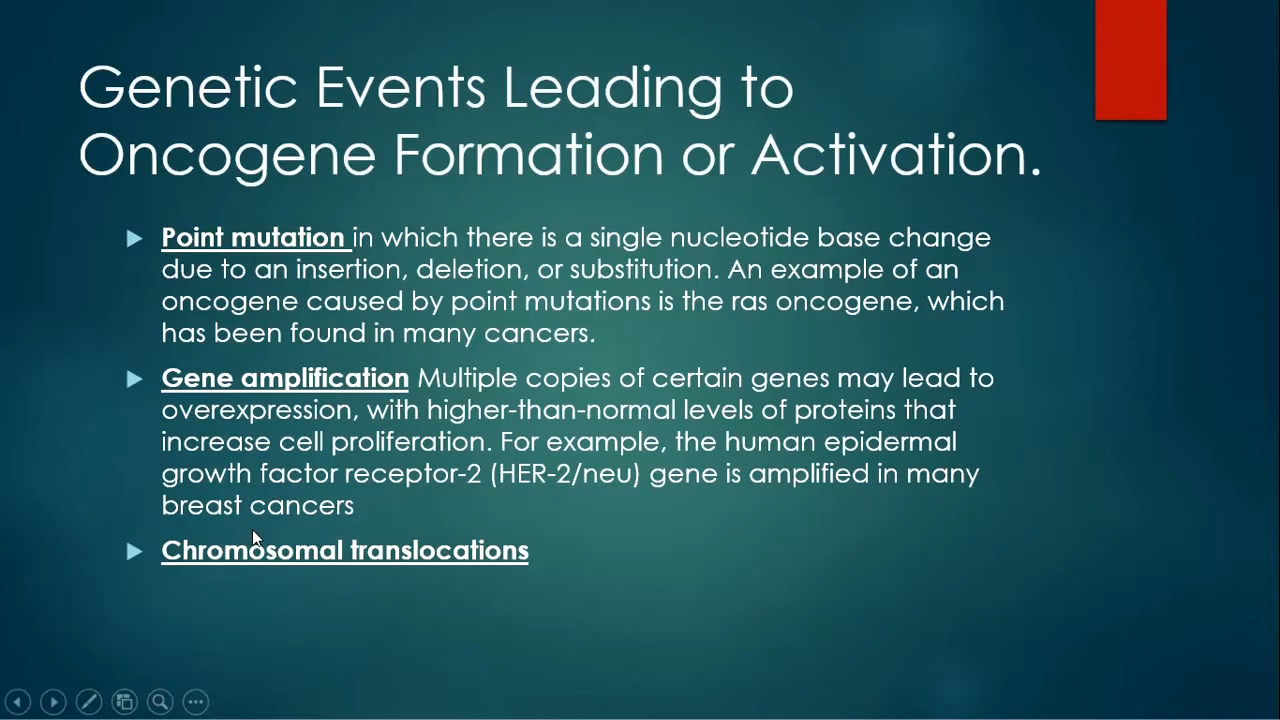 Genetic Events Leading to
Oncogene Formation or Activation.
Point mutation in which there is a single nucleotide base change
due to an insertion, deletion, or substitution. An example of an
oncogene caused by point mutations is the ras oncogene, which
has been found in many cancers.
Gene amplification Multiple copies of certain genes may lead to
overexpression, with higher-than-normal levels of proteins that
increase cell proliferation. For example, the human epidermal
growth factor receptor-2 (HER-2/neu) gene is amplified in many
breast cancers
Chromosomal translocations